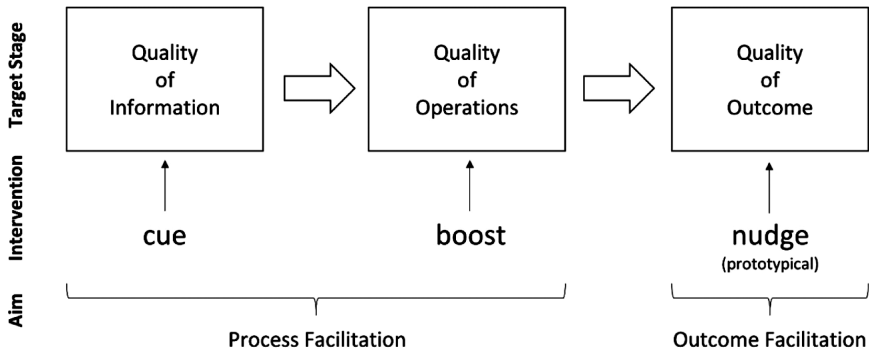 Target Stage
Quality
of
Information
Quality
of
Operations
Quality
of
Outcome
Intervention
cue
boost
nudge
(prototypical)
Aim
Process Facilitation
Outcome Facilitation